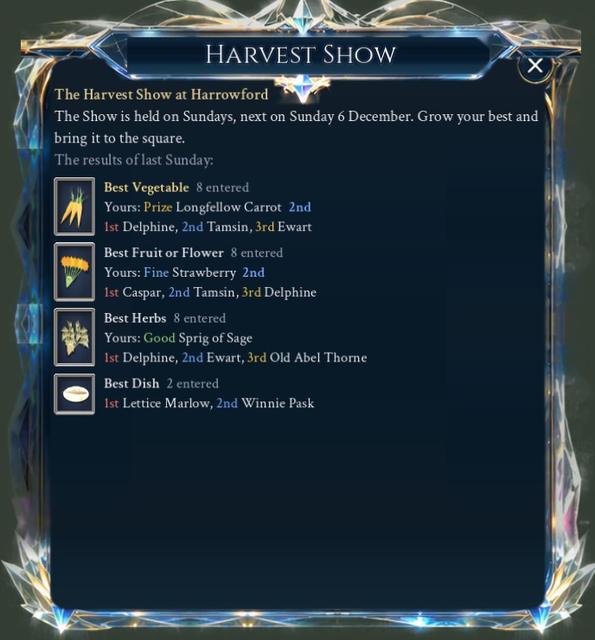 Harvest Show
The Harvest Show at Harrowford
The Show is held on Sundays, next on Sunday 6 December. Grow your best and
bring it to the square.
The results of last Sunday:
Best Vegetable 8 entered
Yours: Prize Longfellow Carrot 2nd
1st Delphine, 2nd Tamsin, 3rd Ewart
Best Fruit or Flower 8 entered
Yours: Fine Strawberry 2nd
1st Caspar, 2nd Tamsin, 3rd Delphine
Best Herbs 8 entered
Yours: Good Sprig of Sage
1st Delphine, 2nd Ewart, 3rd Old Abel Thorne
Best Dish 2 entered
1st Lettice Marlow, 2nd Winnie Pask